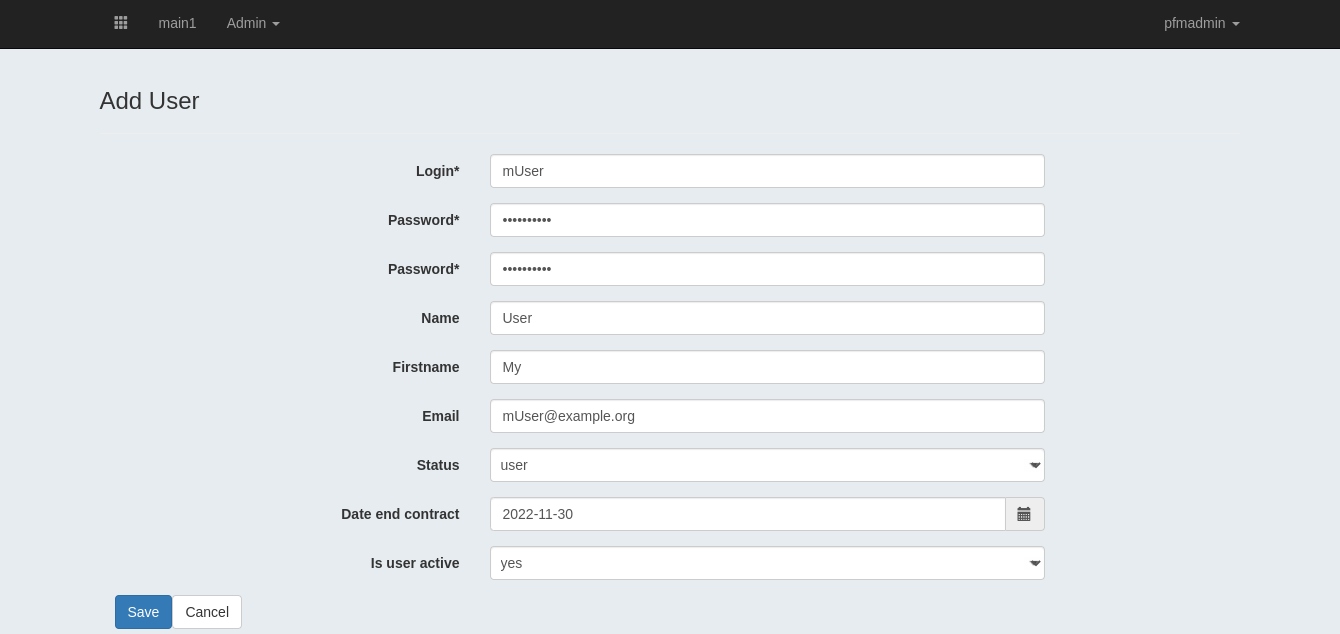 main1 Admin pfmadmin
Add User
Login* mUser
Password* ••••••••••
Password* ••••••••••
Name User
Firstname My
Email mUser@example.org
Status user
Date end contract 2022-11-30
Is user active yes
Save Cancel